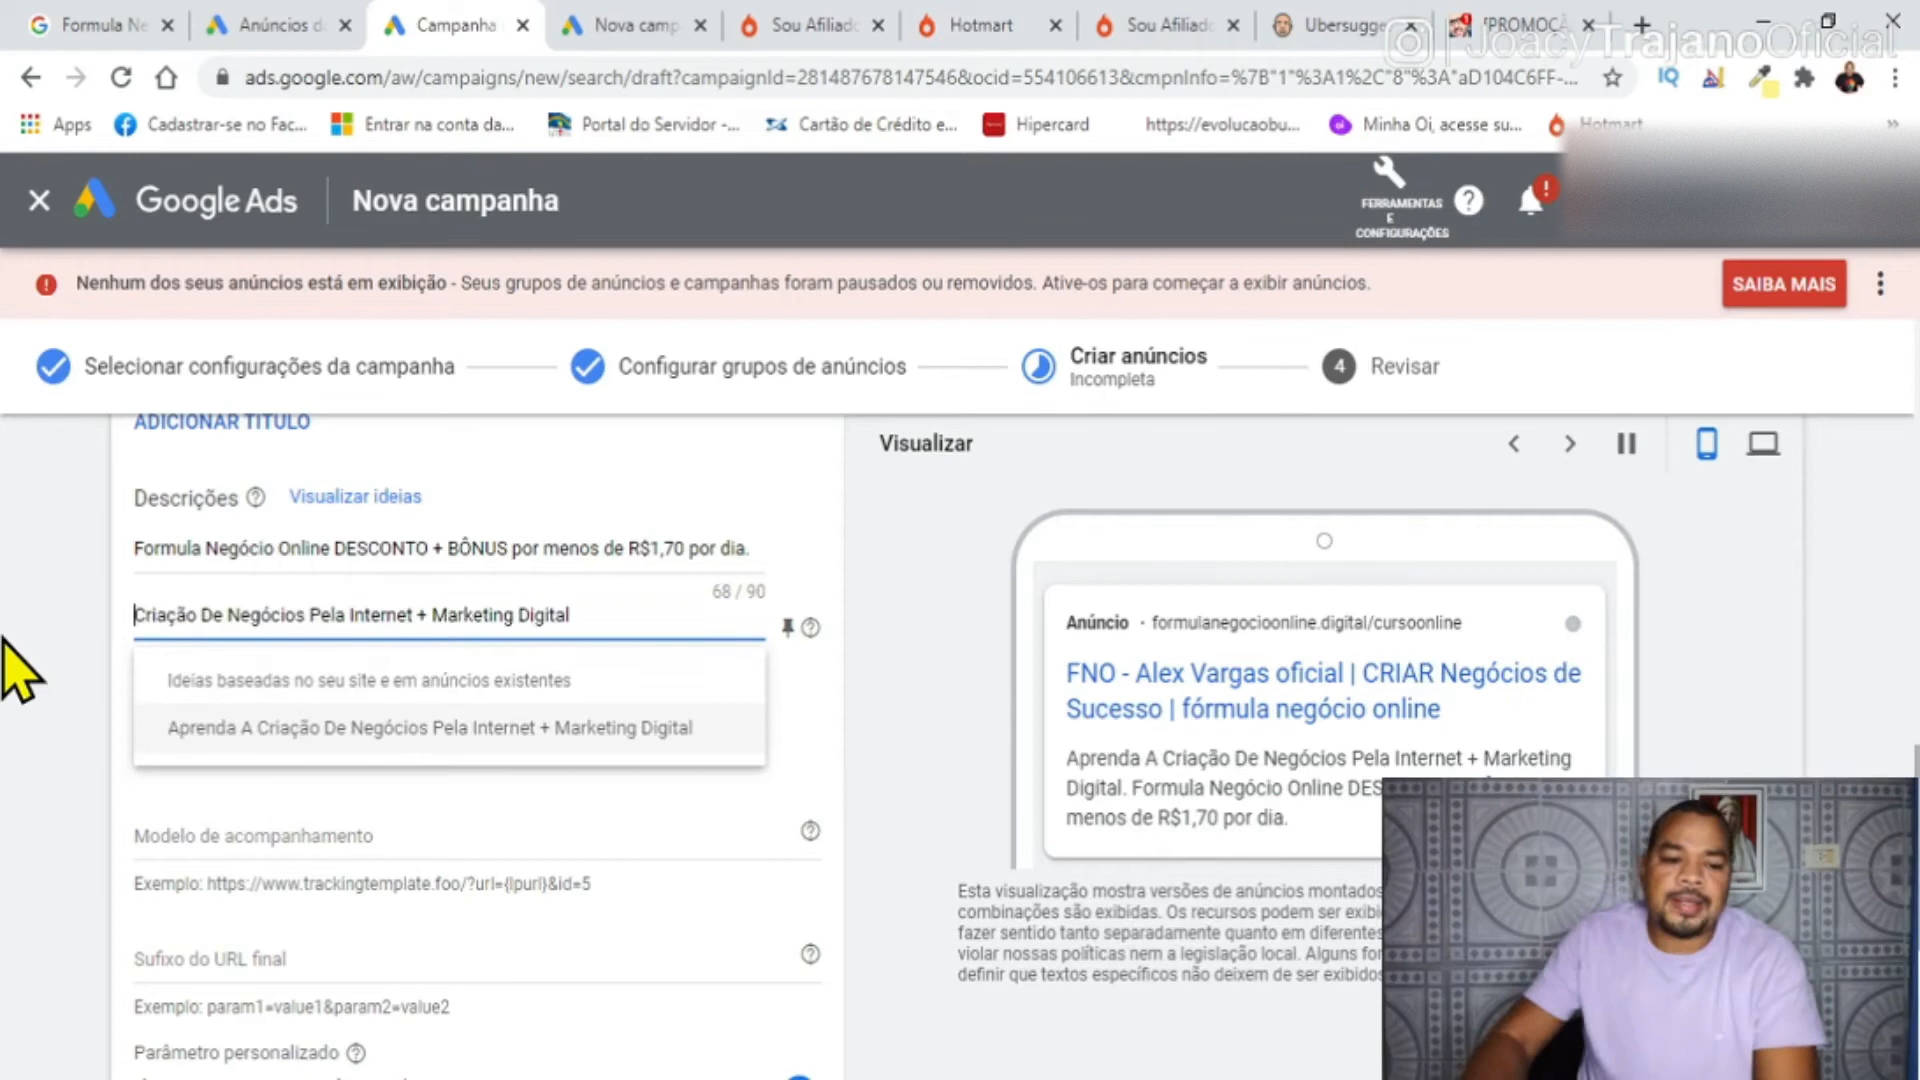 Formula Ne
Anúncios d
Campanha
Nova camp
Sou Afiliado
Hotmart
Sou Afiliado
Ubersugge
[PROMOÇÃ
| JoacyTrajanoOficial
ads.google.com/aw/campaigns/new/search/draft?campaignId=281487678147546&ocid=554106613&cmpnInfo=%7B"1"%3A1%2C"8"%3A"aD104C6FF-...
IQ
Apps
Cadastrar-se no Fac...
Entrar na conta da...
Portal do Servidor -...
Cartão de Crédito e...
Hipercard
https://evolucaobu...
oi
Minha Oi, acesse su...
Hotmart
»
Google Ads
Nova campanha
FERRAMENTAS
E
CONFIGURAÇÕES
Nenhum dos seus anúncios está em exibição - Seus grupos de anúncios e campanhas foram pausados ou removidos. Ative-os para começar a exibir anúncios.
SAIBA MAIS
Selecionar configurações da campanha
Configurar grupos de anúncios
Criar anúncios
Incompleta
4 Revisar
ADICIONAR TÍTULO
Visualizar
Descrições
Visualizar ideias
Formula Negócio Online DESCONTO + BÔNUS por menos de R$1,70 por dia.
68 / 90
Criação De Negócios Pela Internet + Marketing Digital
Ideias baseadas no seu site e em anúncios existentes
Aprenda A Criação De Negócios Pela Internet + Marketing Digital
Modelo de acompanhamento
Exemplo: https://www.trackingtemplate.foo/?url={lpurl}&id=5
Sufixo do URL final
Exemplo: param1=value1&param2=value2
Parâmetro personalizado
Anúncio · formulanegocioonline.digital/cursoonline
FNO - Alex Vargas oficial | CRIAR Negócios de
Sucesso | fórmula negócio online
Aprenda A Criação De Negócios Pela Internet + Marketing
Digital. Formula Negócio Online DES
menos de R$1,70 por dia.
Esta visualização mostra versões de anúncios montados
combinações são exibidas. Os recursos podem ser exibi
fazer sentido tanto separadamente quanto em diferentes
violar nossas políticas nem a legislação local. Alguns for
definir que textos específicos não deixem de ser exibidos